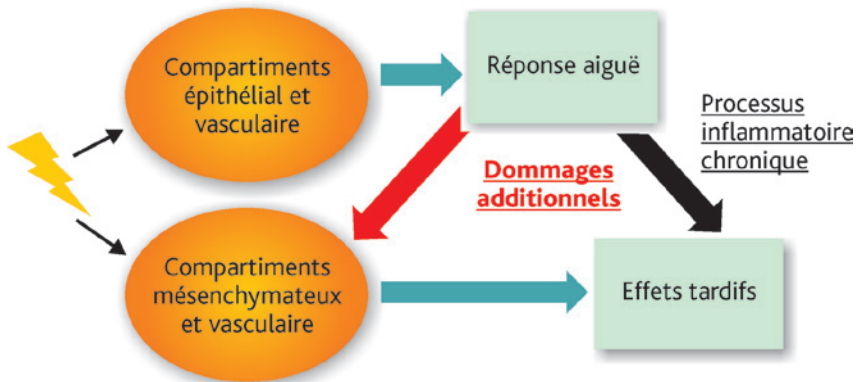 Compartiments
épithélial et
vasculaire
Réponse aiguë
Processus
inflammatoire
chronique
Dommages
additionnels
Compartiments
mésenchymateux
et vasculaire
Effets tardifs